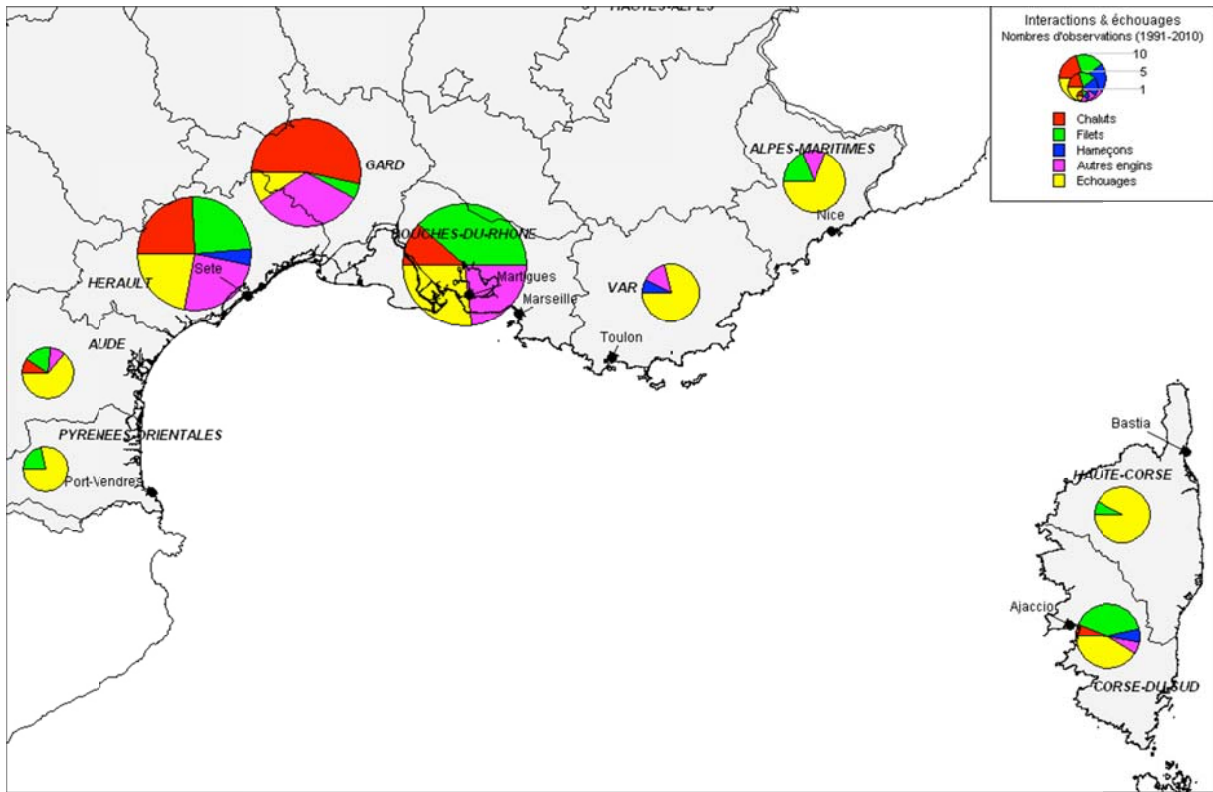 HAUTES-ALPES
Interactions & échouages
Nombres d'observations (1991-2010)
10
5
1
Chaluts
Filets
Hameçons
Autres engins
Echouages
ALPES-MARITIMES
GARD
Nice
BOUCHES-DU-RHONE
HERAULT
Sete
Martigues
VAR
Marseille
Toulon
AUDE
PYRENEES-ORIENTALES
Port-Vendres
Bastia
HAUTE-CORSE
Ajaccio
CORSE-DU-SUD